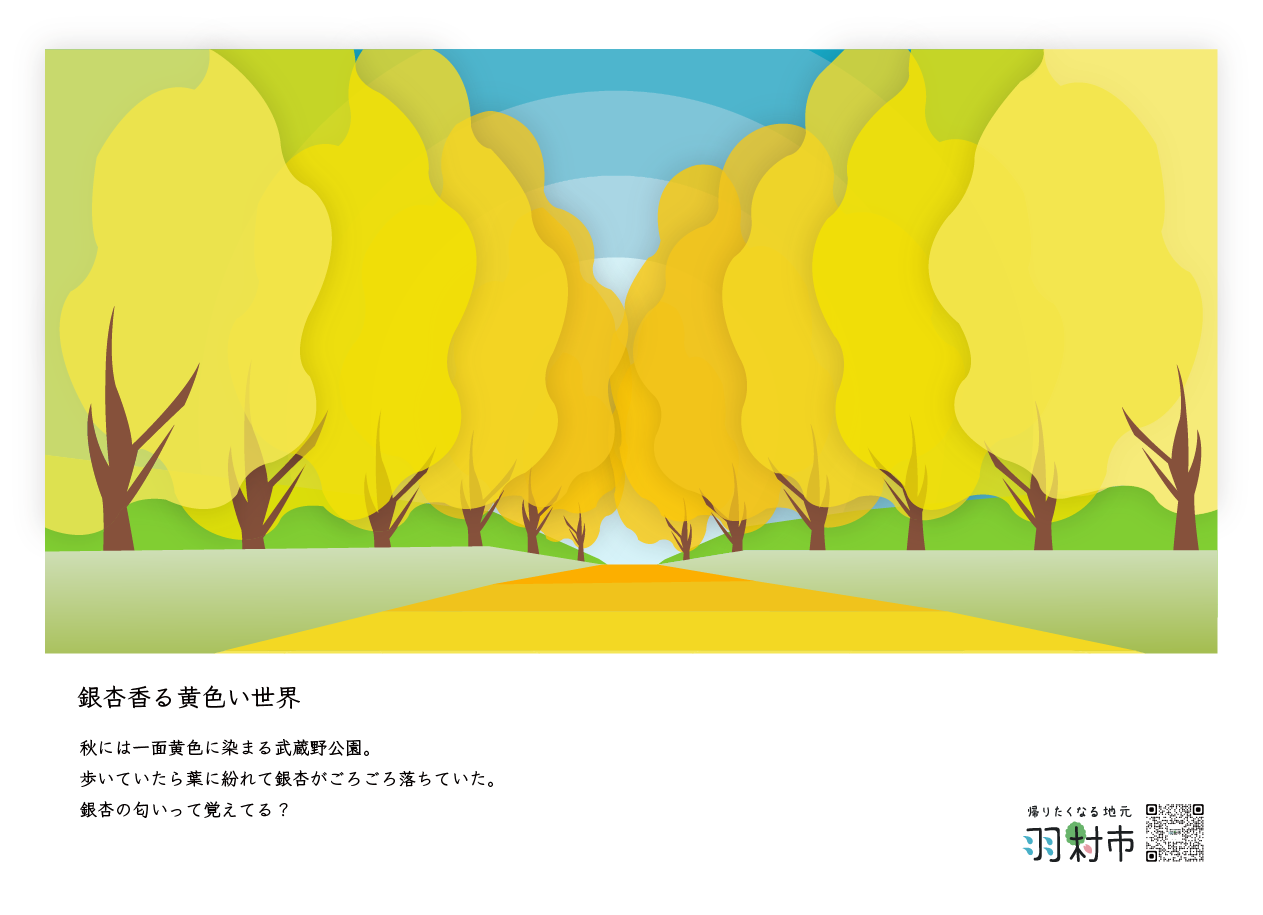 銀杏香る黄色い世界
秋には一面黄色に染まる武蔵野公園。
歩いていたら葉に紛れて銀杏がごろごろ落ちていた。
銀杏の匂いって覚えてる？
帰りたくなる地元
羽村市